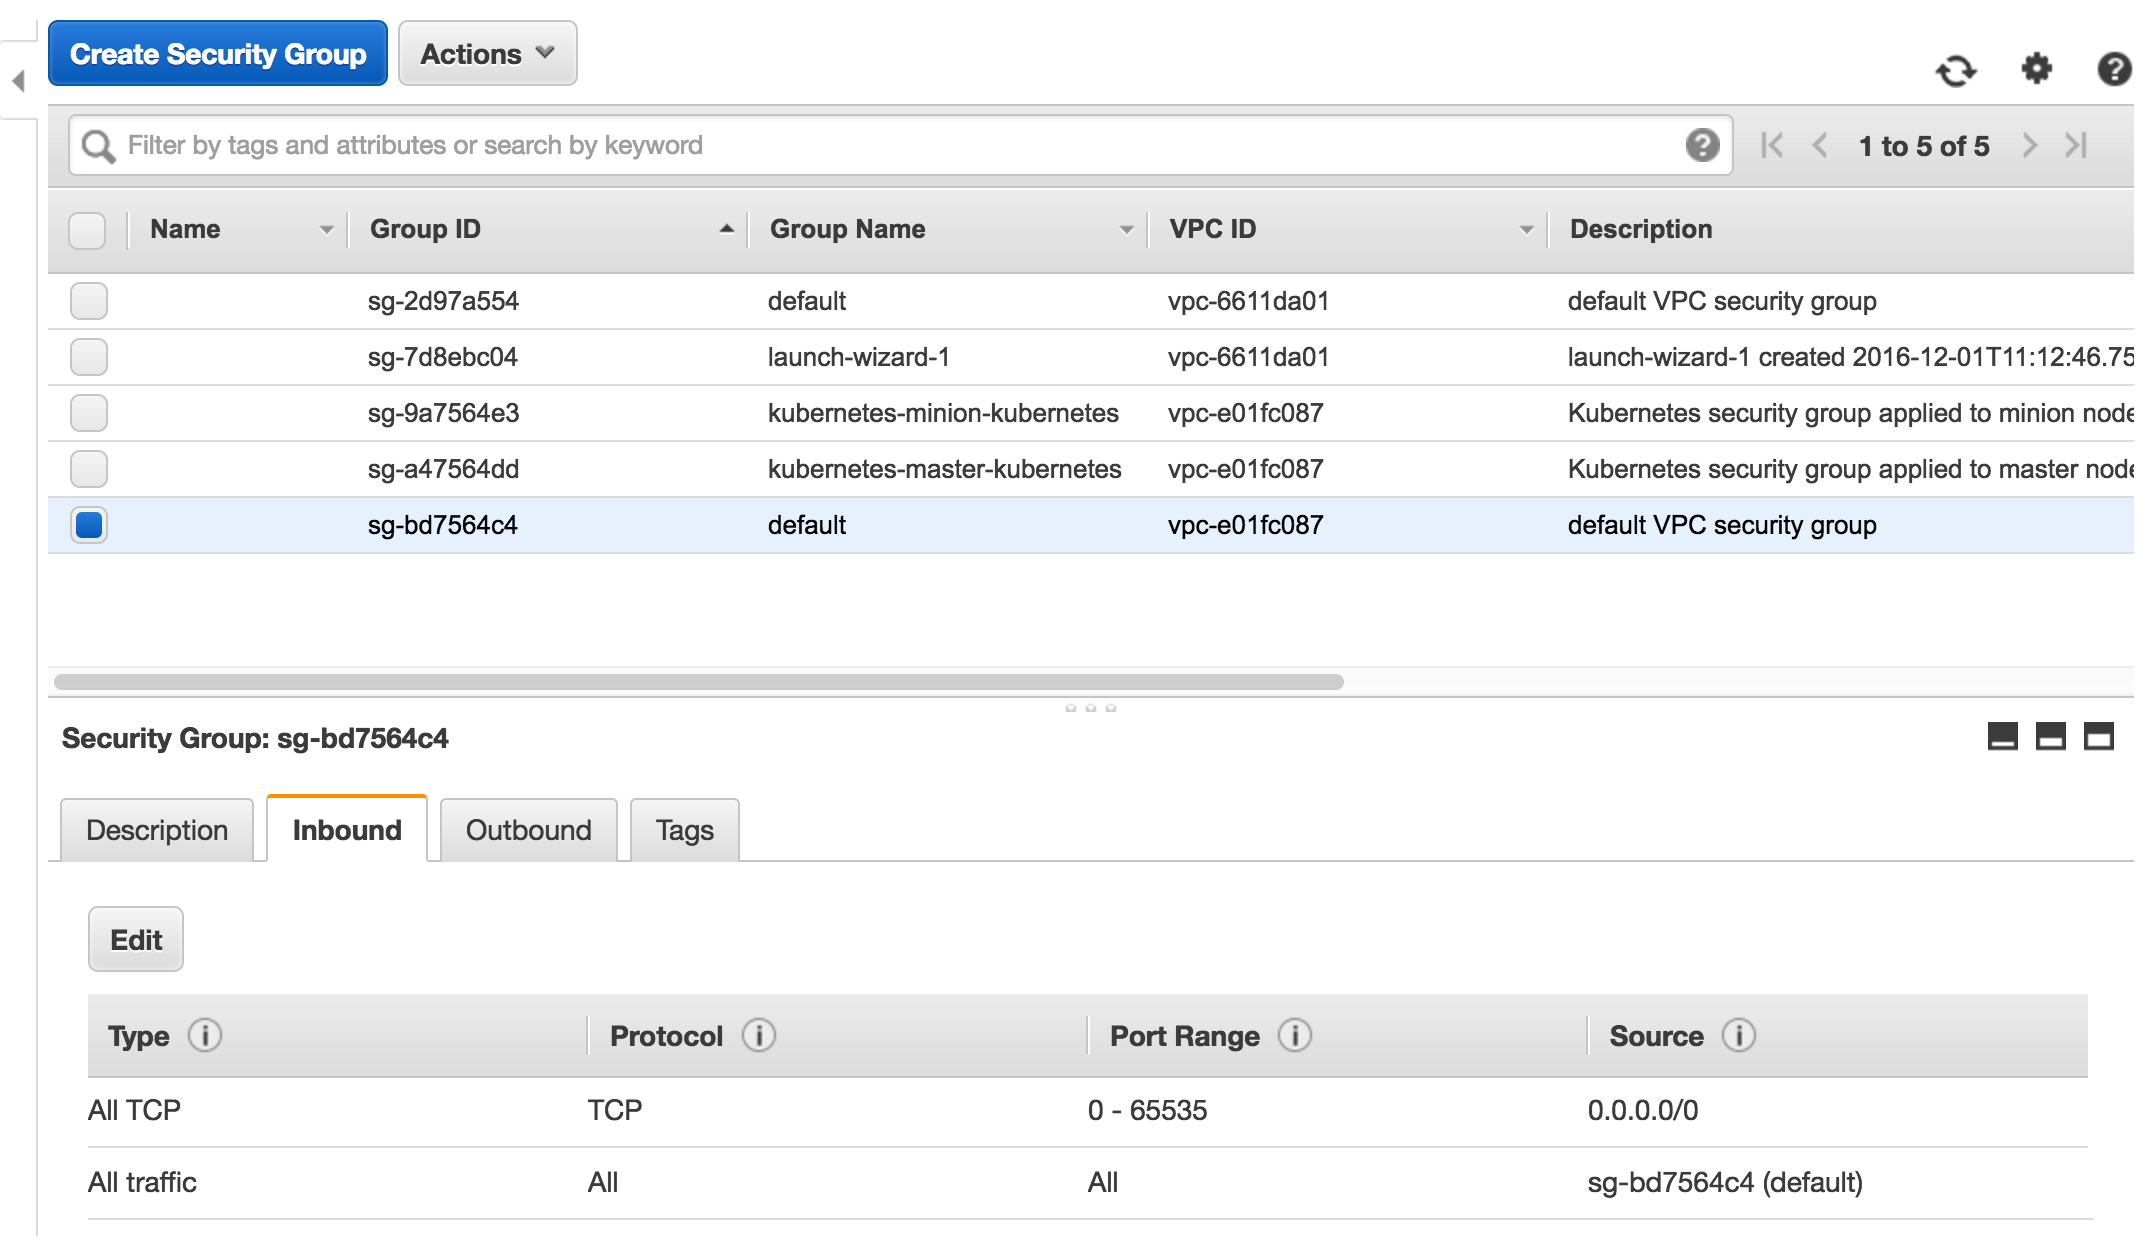 Create Security Group Actions
Filter by tags and attributes or search by keyword 1 to 5 of 5
Name Group ID Group Name VPC ID Description
sg-2d97a554 default vpc-6611da01 default VPC security group
sg-7d8ebc04 launch-wizard-1 vpc-6611da01 launch-wizard-1 created 2016-12-01T11:12:46.75
sg-9a7564e3 kubernetes-minion-kubernetes vpc-e01fc087 Kubernetes security group applied to minion node
sg-a47564dd kubernetes-master-kubernetes vpc-e01fc087 Kubernetes security group applied to master node
sg-bd7564c4 default vpc-e01fc087 default VPC security group
Security Group: sg-bd7564c4
Description Inbound Outbound Tags
Edit
Type Protocol Port Range Source
All TCP TCP 0 - 65535 0.0.0.0/0
All traffic All All sg-bd7564c4 (default)